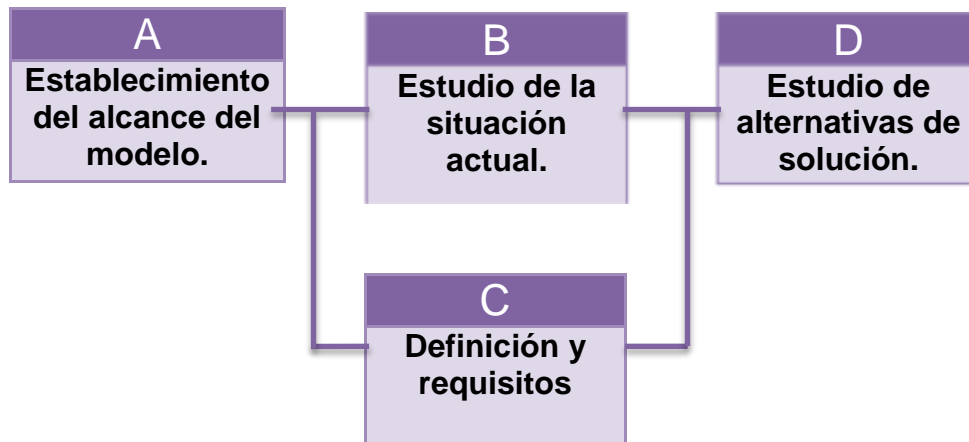 A
Establecimiento
del alcance del
modelo.
B
Estudio de la
situación
actual.
D
Estudio de
alternativas de
solución.
C
Definición y
requisitos